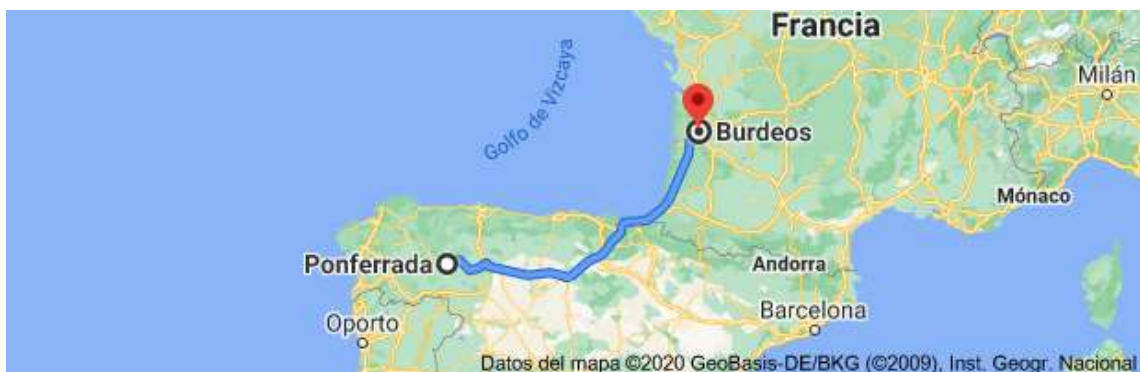 Francia
Milán
Golfo de Vizcaya
Burdeos
Mónaco
Ponferrada
Andorra
Barcelona
Oporto
Datos del mapa ©2020 GeoBasis-DE/BKG (©2009), Inst. Geogr. Nacional